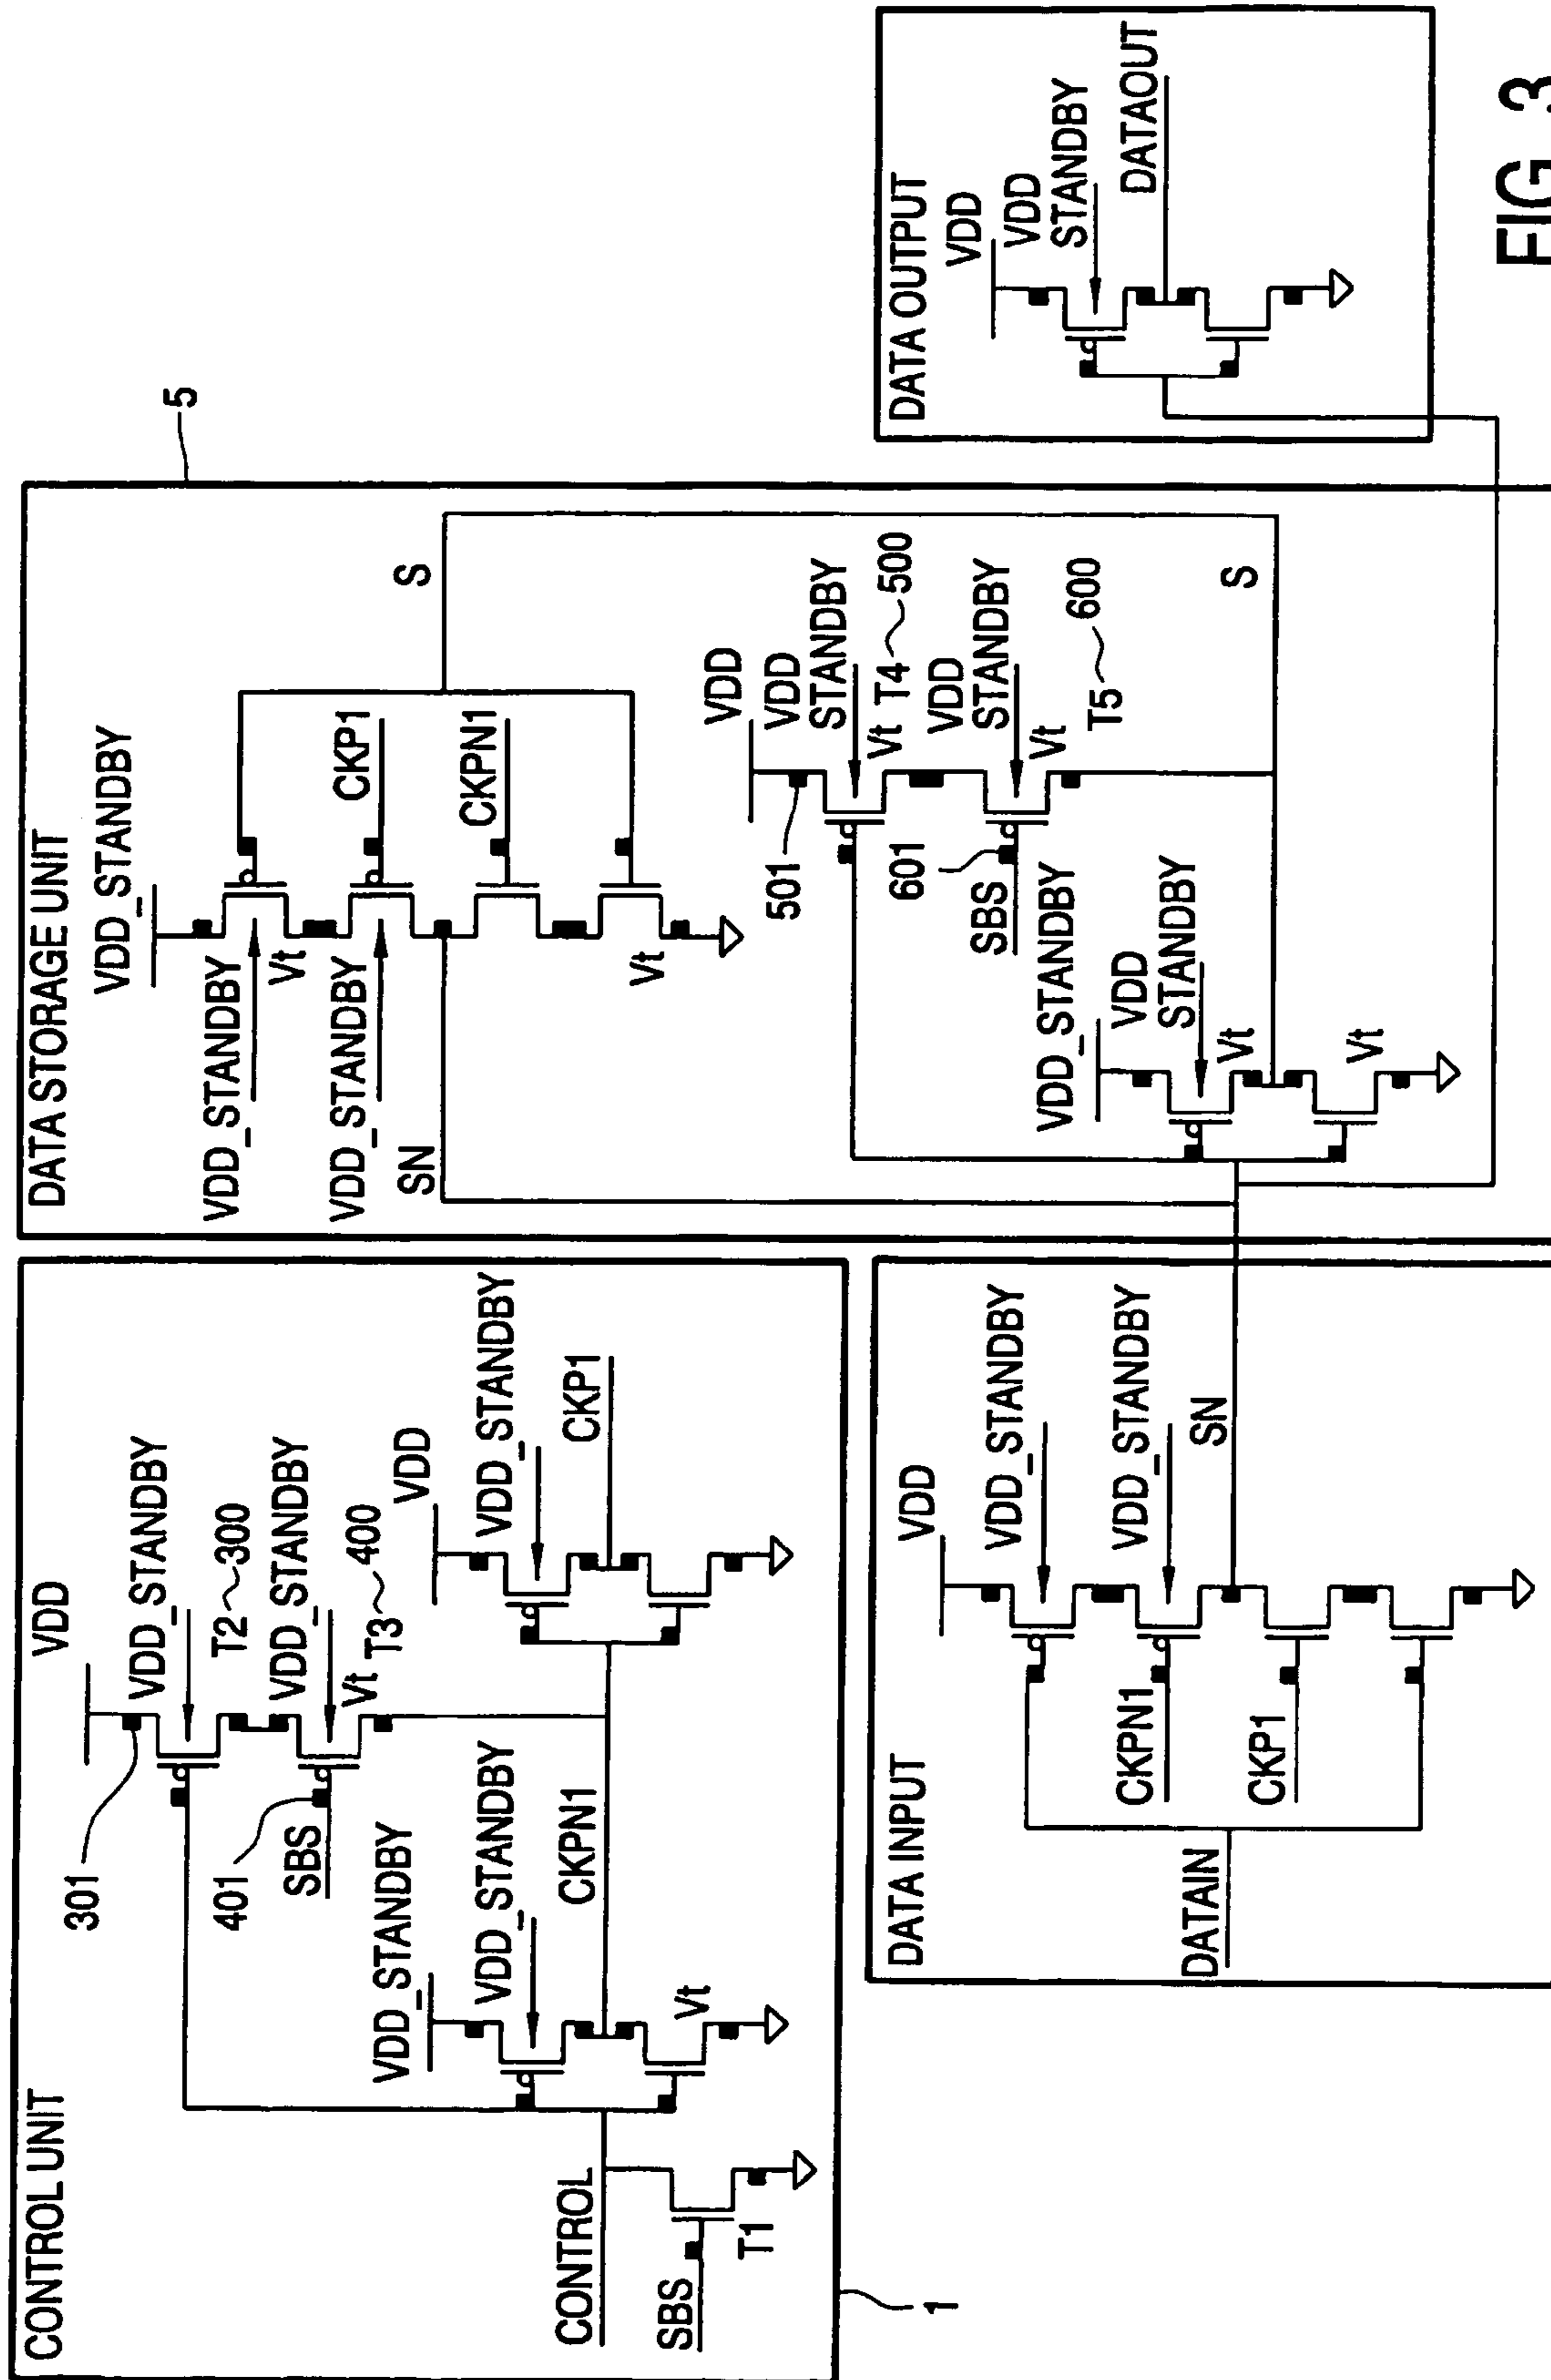 CONTROL UNIT
VDD
301
VDD_STANDBY
T2~300
401
SBS
VDD_STANDBY
Vt
T3~400
VDD_STANDBY
VDD_STANDBY
VDD
VDD_STANDBY
CKPN1
CKP1
Vt
CONTROL
SBS
T1
1
DATA INPUT
VDD
VDD_STANDBY
VDD_STANDBY
CKPN1
SN
CKP1
DATAIN
DATA STORAGE UNIT
5
VDD_STANDBY
VDD_STANDBY
Vt
CKP1
VDD_STANDBY
SN
CKPN1
S
Vt
VDD
501
VDD
STANDBY
Vt
T4~500
601
SBS
VDD
STANDBY
Vt
T5
600
VDD_STANDBY
VDD
STANDBY
Vt
S
Vt
DATA OUTPUT
VDD
VDD
STANDBY
DATAOUT
FIG. 3